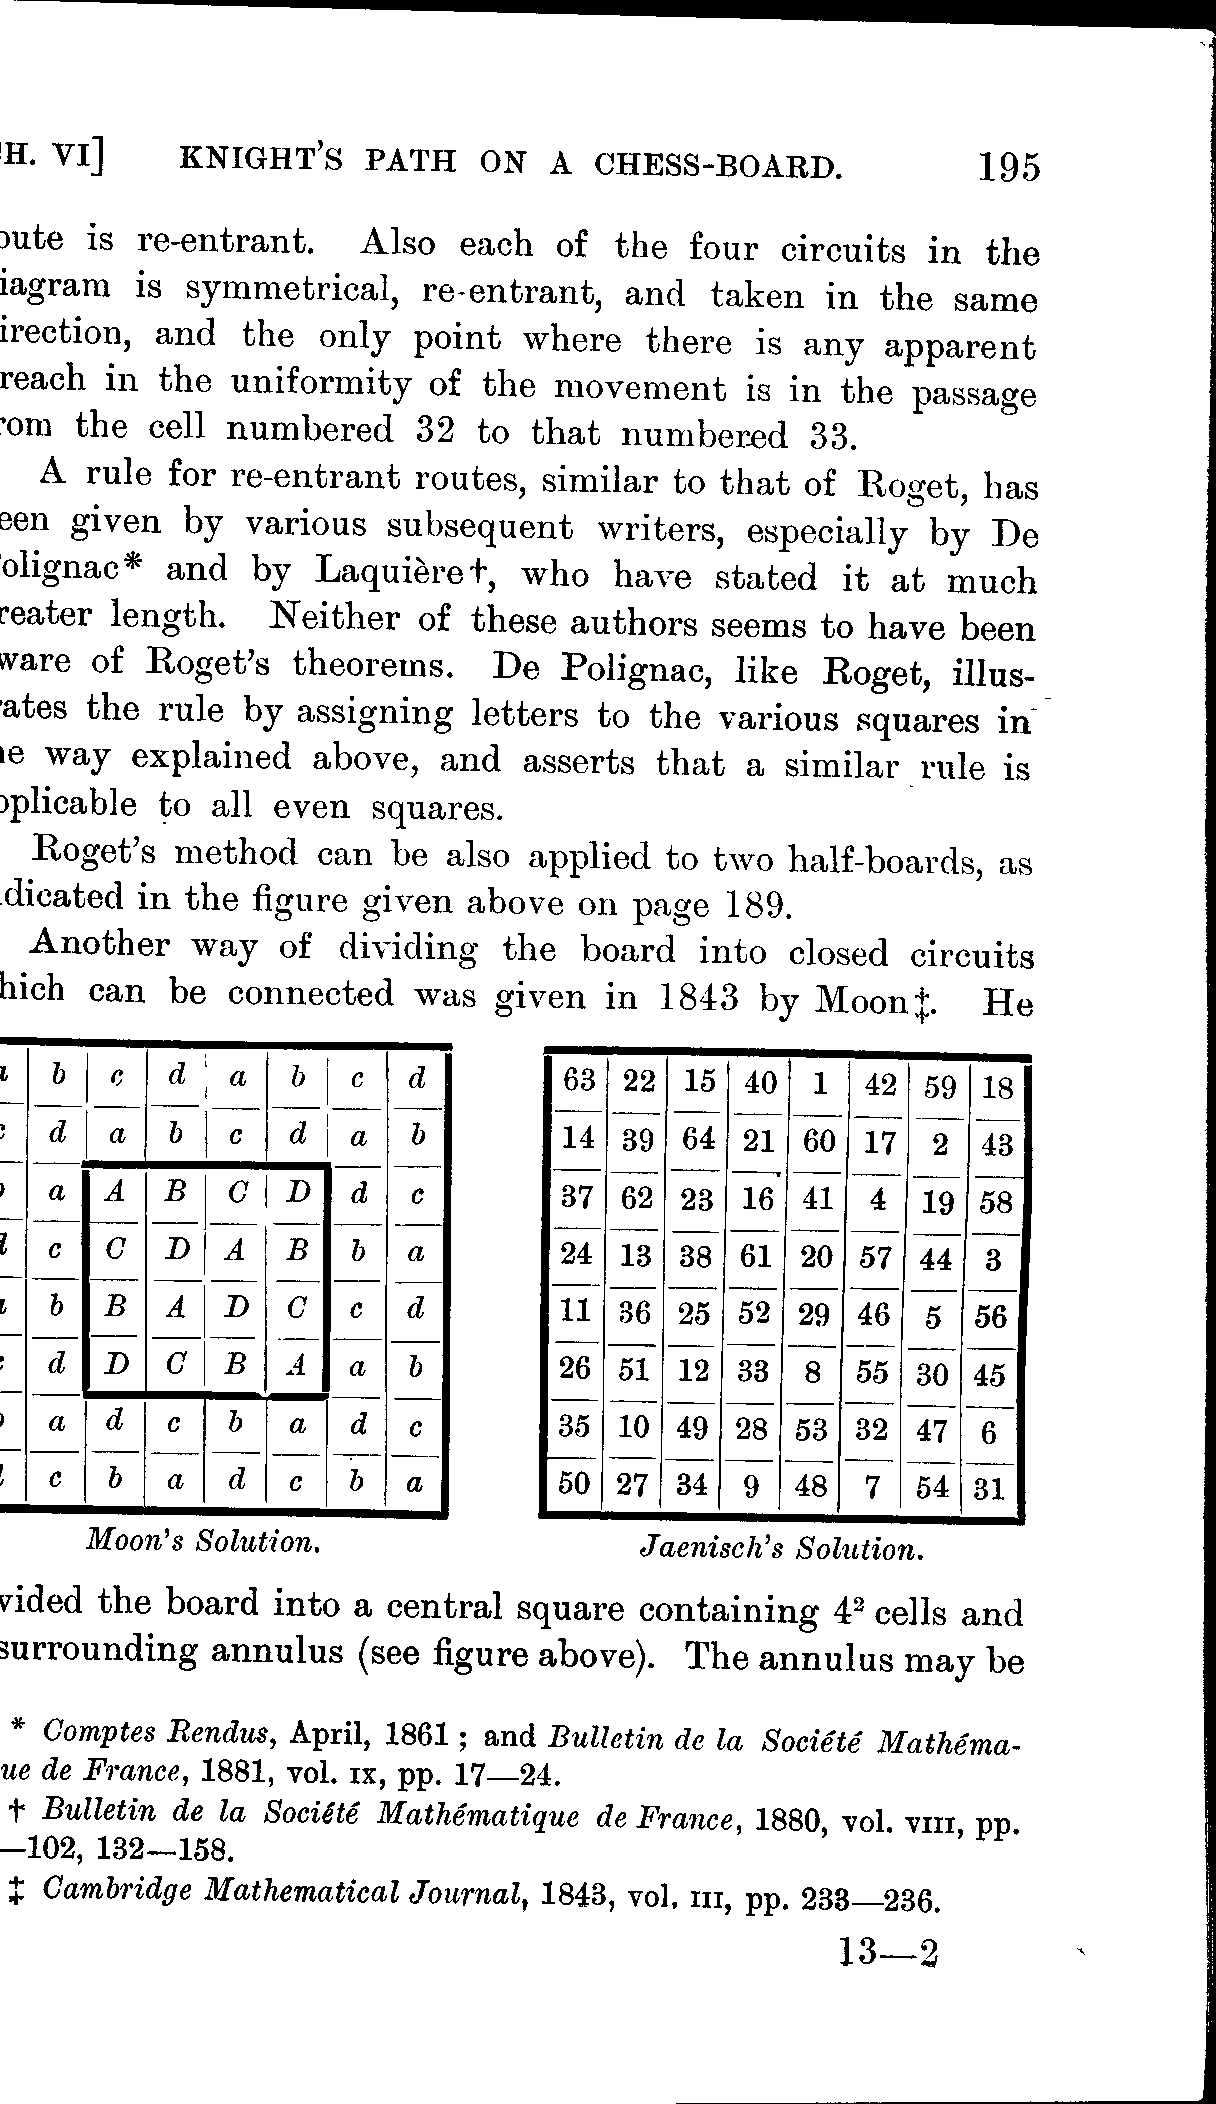 H. VI] KNIGHT'S PATH ON A CHESS-BOARD. 195
oute is re-entrant. Also each of the four circuits in the
iagram is symmetrical, re-entrant, and taken in the same
irection, and the only point where there is any apparent
reach in the uniformity of the movement is in the passage
rom the cell numbered 32 to that numbered 33.
A rule for re-entrant routes, similar to that of Roget, has
een given by various subsequent writers, especially by De
olignac* and by Laquière†, who have stated it at much
reater length. Neither of these authors seems to have been
ware of Roget's theorems. De Polignac, like Roget, illus-
ates the rule by assigning letters to the various squares in
e way explained above, and asserts that a similar rule is
pplicable to all even squares.
Roget's method can be also applied to two half-boards, as
dicated in the figure given above on page 189.
Another way of dividing the board into closed circuits
hich can be connected was given in 1843 by Moon‡. He
b c d a b c d
d a b c d a b
a A B C D d c
c C D A B b a
b B A D C c d
d D C B A a b
a d c b a d c
c b a d c b a
Moon's Solution.
63 22 15 40 1 42 59 18
14 39 64 21 60 17 2 43
37 62 23 16 41 4 19 58
24 13 38 61 20 57 44 3
11 36 25 52 29 46 5 56
26 51 12 33 8 55 30 45
35 10 49 28 53 32 47 6
50 27 34 9 48 7 54 31
Jaenisch's Solution.
vided the board into a central square containing 4² cells and
surrounding annulus (see figure above). The annulus may be
* Comptes Rendus, April, 1861; and Bulletin de la Société Mathéma-
ue de France, 1881, vol. IX, pp. 17—24.
† Bulletin de la Société Mathématique de France, 1880, vol. VIII, pp.
—102, 132—158.
‡ Cambridge Mathematical Journal, 1843, vol. III, pp. 233—236.
13—2